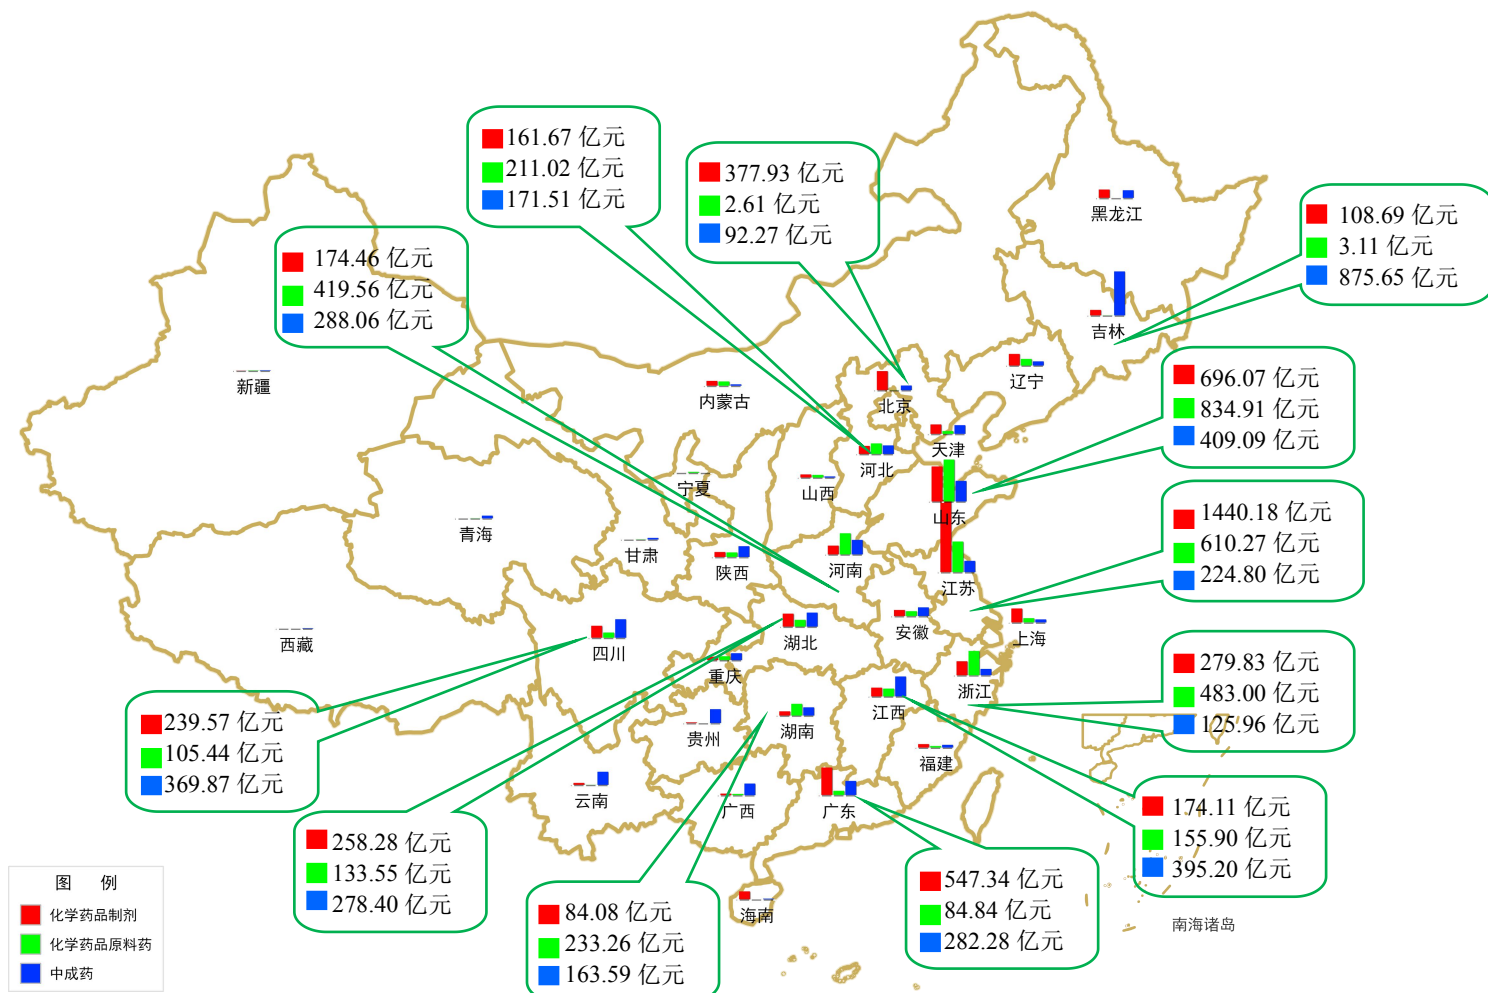 161.67 亿元
211.02 亿元
171.51 亿元
377.93 亿元
2.61 亿元
92.27 亿元
108.69 亿元
3.11 亿元
875.65 亿元
174.46 亿元
419.56 亿元
288.06 亿元
696.07 亿元
834.91 亿元
409.09 亿元
1440.18 亿元
610.27 亿元
224.80 亿元
279.83 亿元
483.00 亿元
125.96 亿元
239.57 亿元
105.44 亿元
369.87 亿元
258.28 亿元
133.55 亿元
278.40 亿元
84.08 亿元
233.26 亿元
163.59 亿元
547.34 亿元
84.84 亿元
282.28 亿元
174.11 亿元
155.90 亿元
395.20 亿元
黑龙江
吉林
辽宁
新疆
内蒙古
北京
天津
河北
宁夏
山西
山东
青海
甘肃
陕西
河南
江苏
西藏
四川
湖北
安徽
上海
重庆
浙江
江西
贵州
湖南
福建
云南
广西
广东
海南
南海诸岛
图 例
化学药品制剂
化学药品原料药
中成药